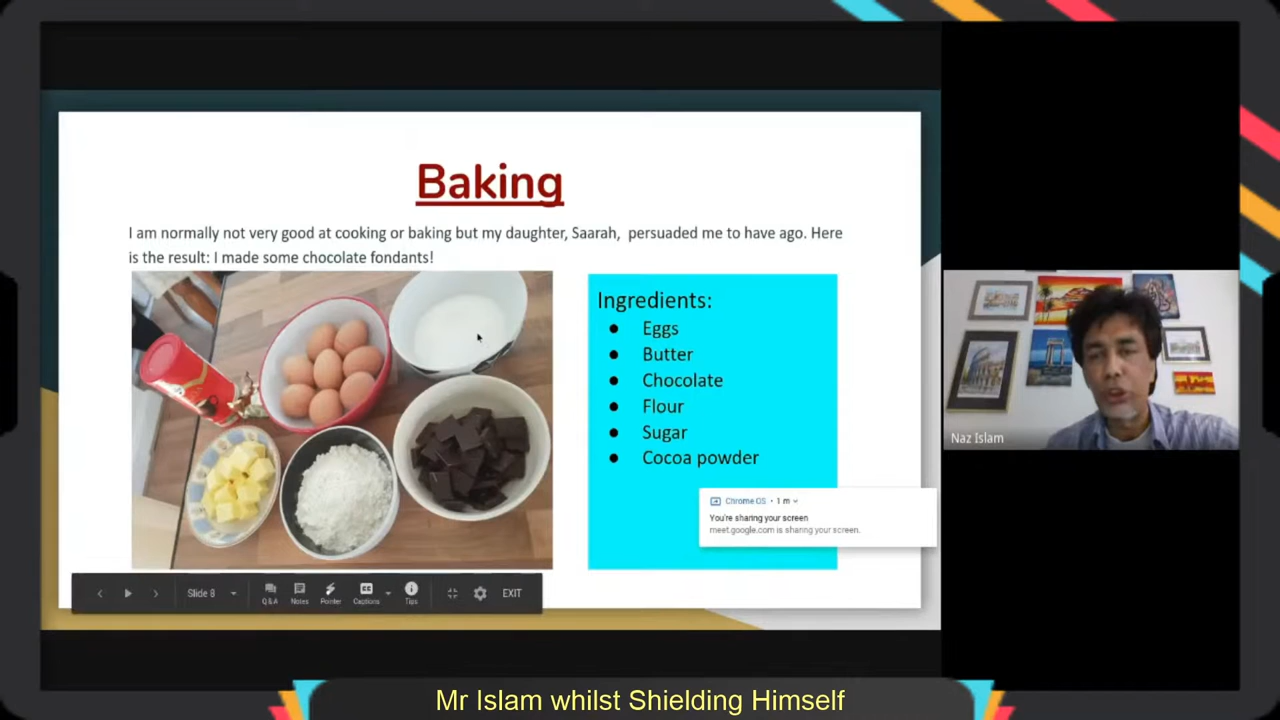 Baking
I am normally not very good at cooking or baking but my daughter, Saarah, persuaded me to have ago. Here
is the result: I made some chocolate fondants!
Ingredients:
● Eggs
● Butter
● Chocolate
● Flour
● Sugar
● Cocoa powder
Chrome OS • 1 m
You're sharing your screen
meet.google.com is sharing your screen.
Slide 8
Q&A
Notes
Pointer
CC
Captions
Tips
EXIT
Naz Islam
Mr Islam whilst Shielding Himself